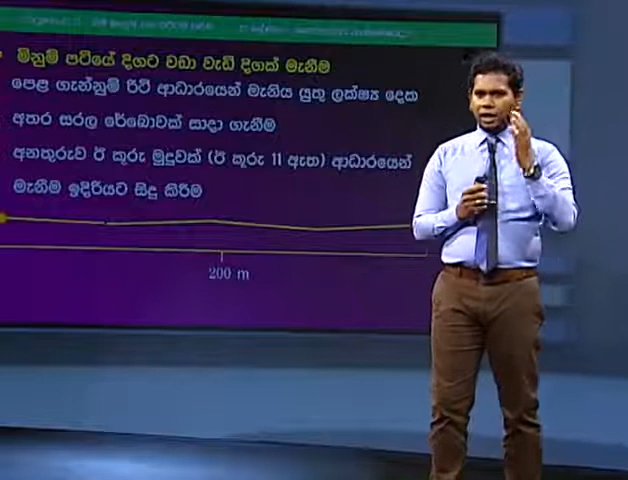 මිනුම් පටියේ දිගට වඩා වැඩි දිගක් මැනීම
පෙළ ගැන්නුම් රිටි ආධාරයෙන් මැනිය යුතු ලක්ෂ්‍ය දෙක
අතර සරල රේඛාවක් සාදා ගැනීම
අනතුරුව ඊ කූරු මුදුවක් (ඊ කූරු 11 ඇත) ආධාරයෙන්
මැනීම ඉදිරියට සිදු කිරීම
200 m